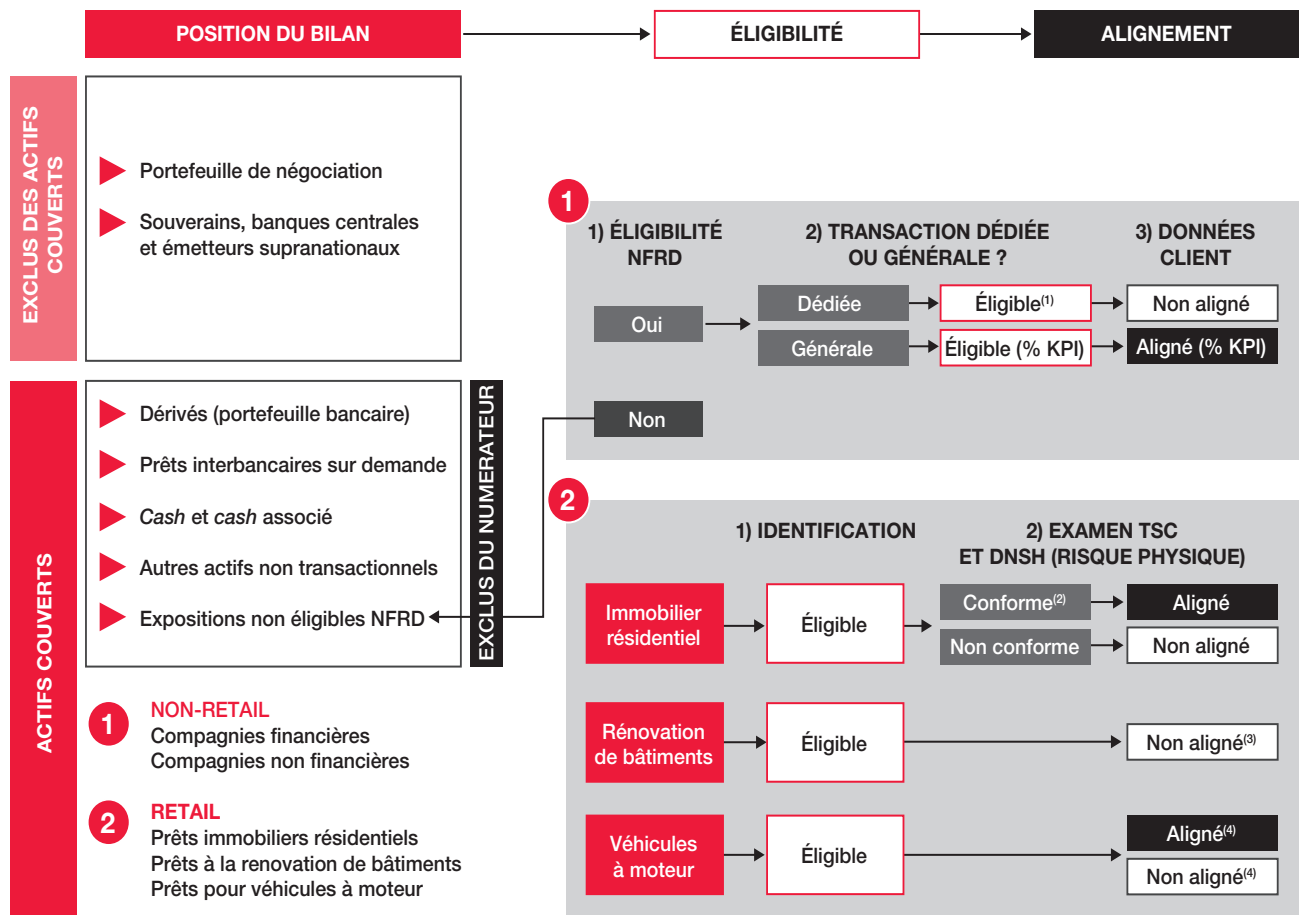 POSITION DU BILAN
ÉLIGIBILITÉ
ALIGNEMENT
EXCLUS DES ACTIFS
COUVERTS
Portefeuille de négociation
Souverains, banques centrales
et émetteurs supranationaux
ACTIFS COUVERTS
Dérivés (portefeuille bancaire)
Prêts interbancaires sur demande
Cash et cash associé
Autres actifs non transactionnels
Expositions non éligibles NFRD
EXCLUS DU NUMERATEUR
1
NON-RETAIL
Compagnies financières
Compagnies non financières
2
RETAIL
Prêts immobiliers résidentiels
Prêts à la renovation de bâtiments
Prêts pour véhicules à moteur
1
1) ÉLIGIBILITÉ
NFRD
2) TRANSACTION DÉDIÉE
OU GÉNÉRALE ?
3) DONNÉES
CLIENT
Oui
Dédiée
Éligible(1)
Non aligné
Générale
Éligible (% KPI)
Aligné (% KPI)
Non
2
1) IDENTIFICATION
2) EXAMEN TSC
ET DNSH (RISQUE PHYSIQUE)
Immobilier
résidentiel
Éligible
Conforme(2)
Aligné
Non conforme
Non aligné
Rénovation
de bâtiments
Éligible
Non aligné(3)
Véhicules
à moteur
Éligible
Aligné(4)
Non aligné(4)